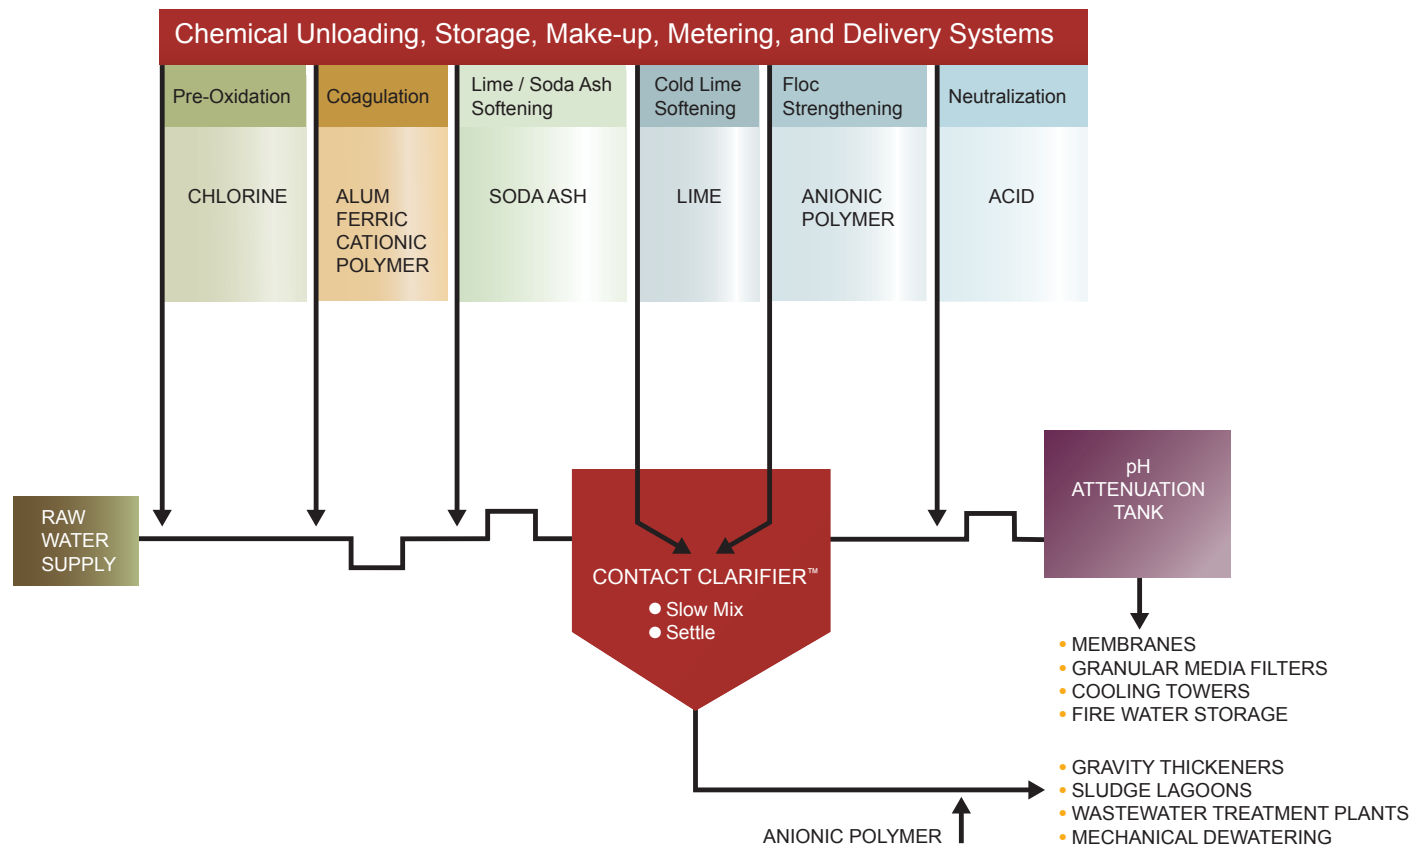 Chemical Unloading, Storage, Make-up, Metering, and Delivery Systems
Pre-Oxidation
CHLORINE
Coagulation
ALUM
FERRIC
CATIONIC
POLYMER
Lime / Soda Ash
Softening
SODA ASH
Cold Lime
Softening
LIME
Floc
Strengthening
ANIONIC
POLYMER
Neutralization
ACID
RAW
WATER
SUPPLY
CONTACT CLARIFIER™
● Slow Mix
● Settle
pH
ATTENUATION
TANK
• MEMBRANES
• GRANULAR MEDIA FILTERS
• COOLING TOWERS
• FIRE WATER STORAGE
• GRAVITY THICKENERS
• SLUDGE LAGOONS
• WASTEWATER TREATMENT PLANTS
• MECHANICAL DEWATERING
ANIONIC POLYMER